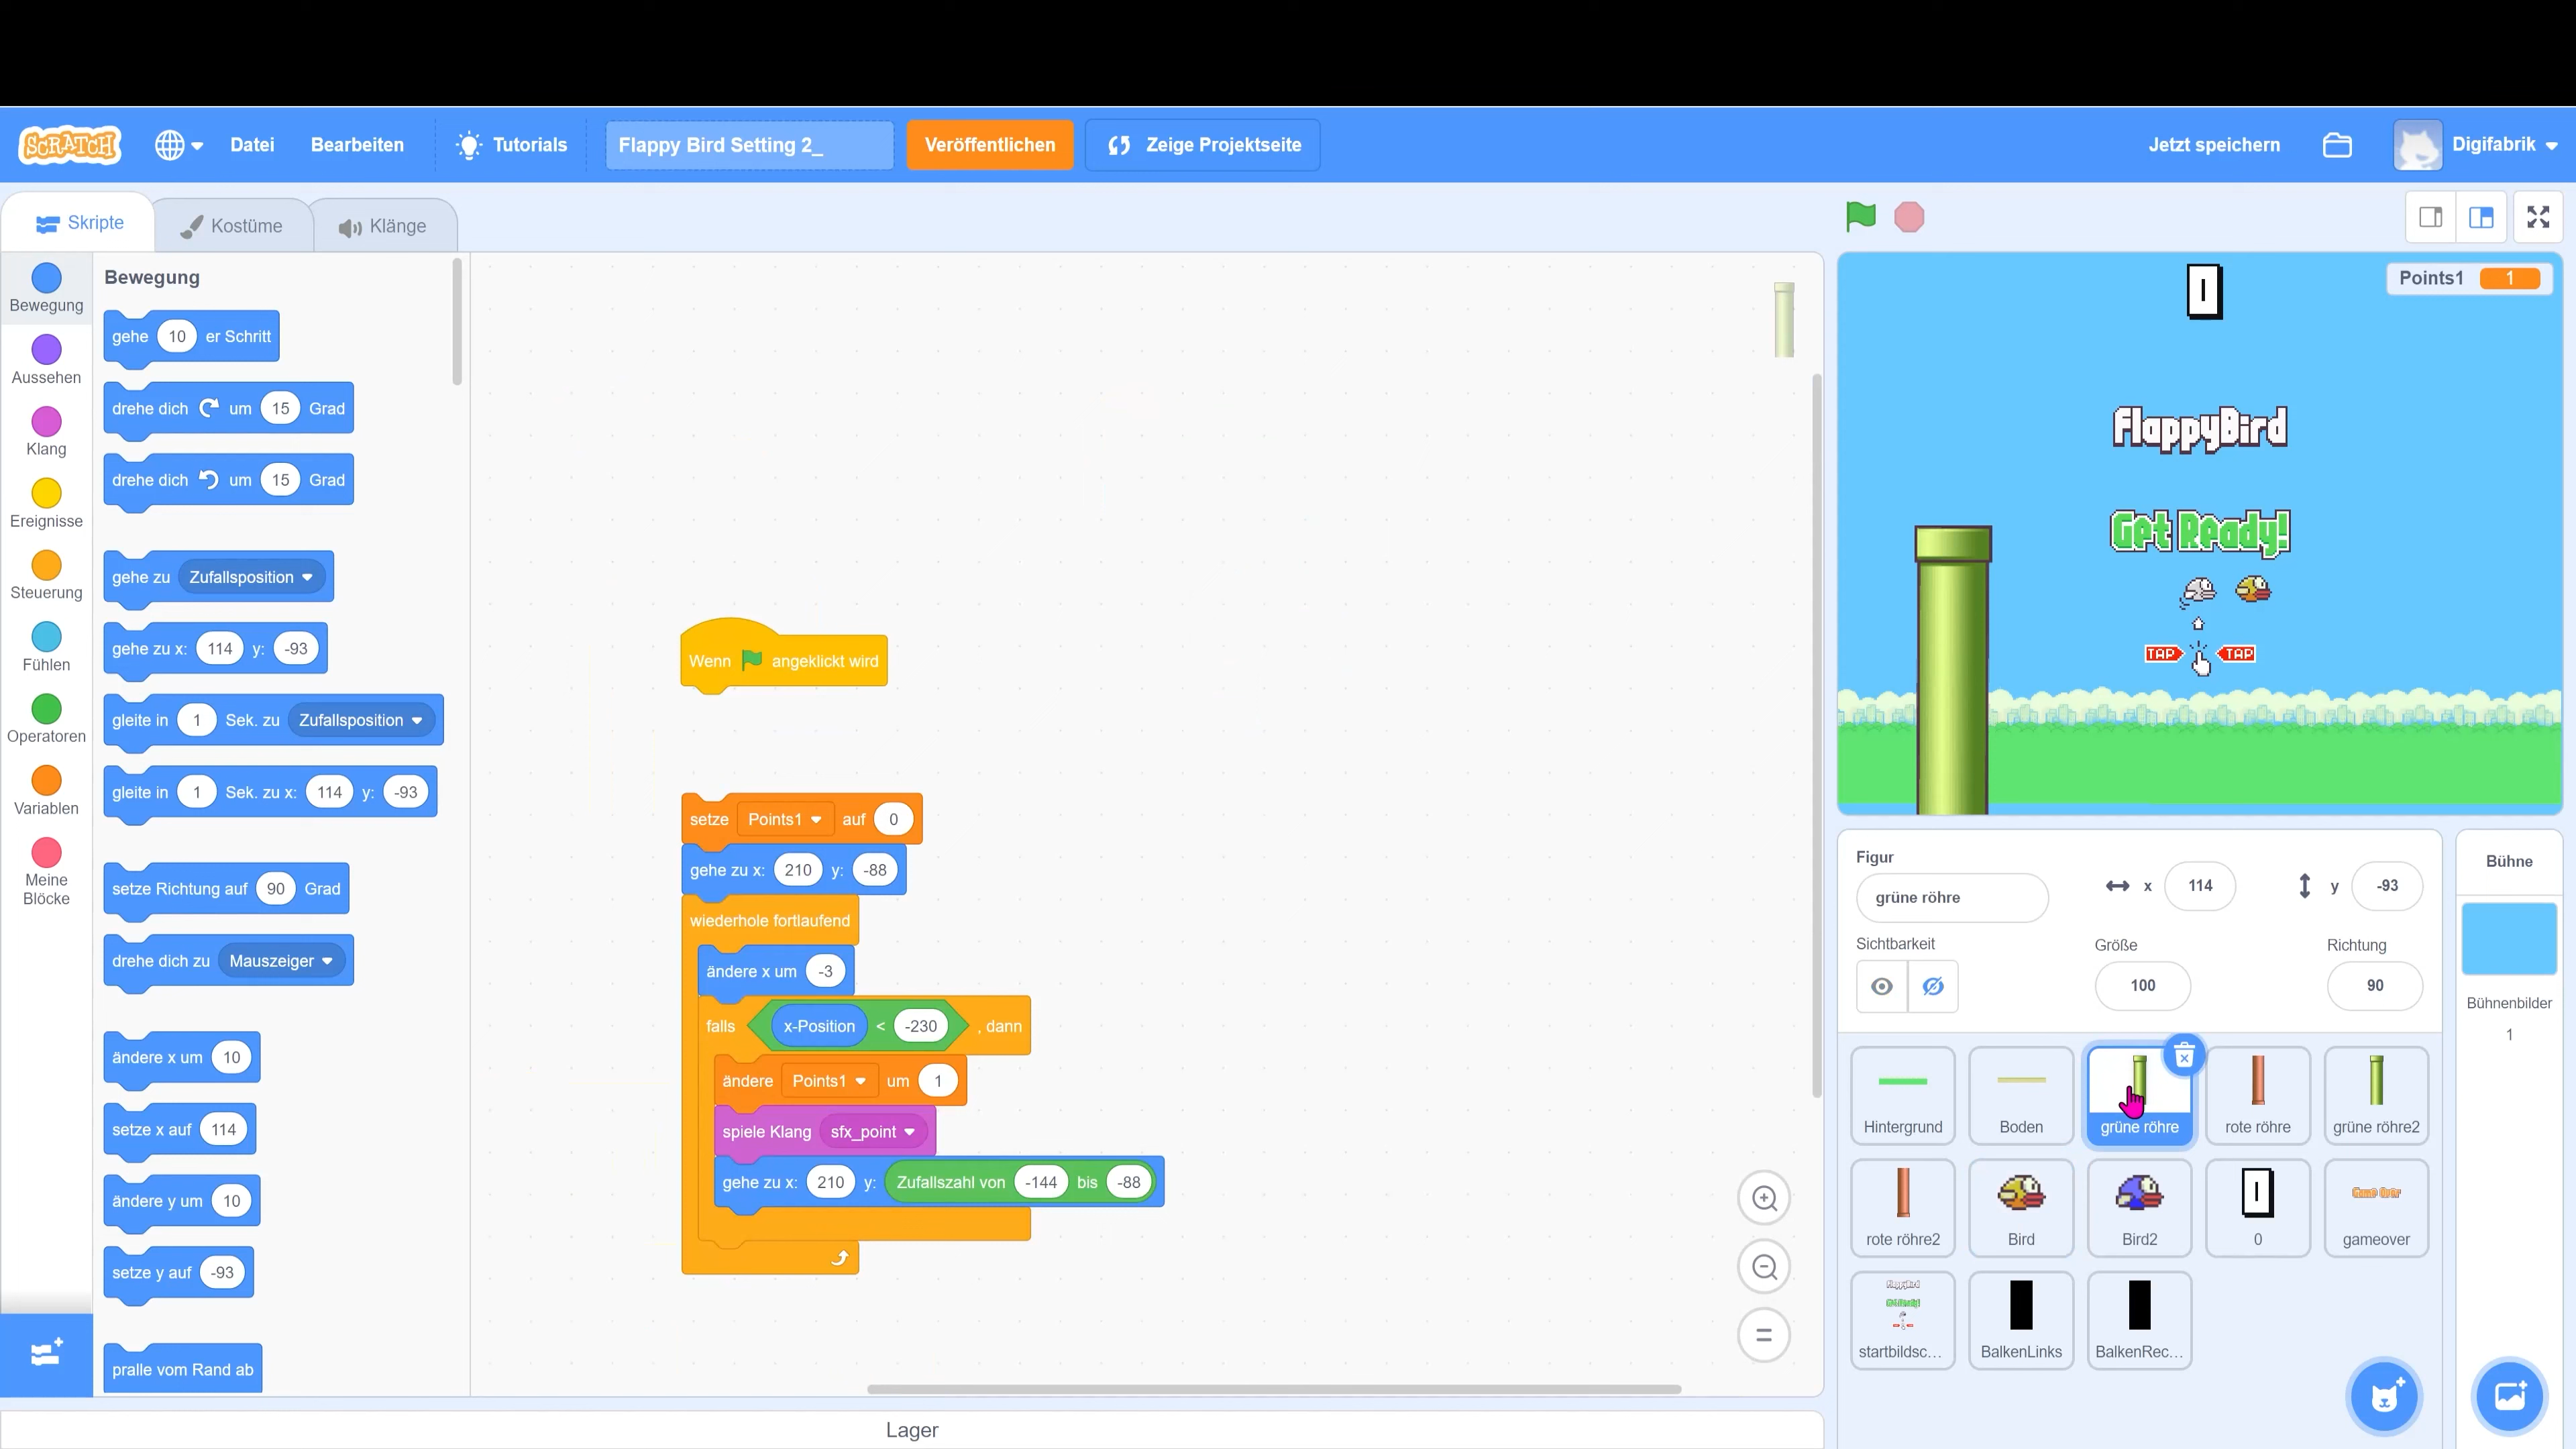 SCRATCH
Datei
Bearbeiten
Tutorials
Flappy Bird Setting 2_
Veröffentlichen
Zeige Projektseite
Jetzt speichern
Digifabrik
Skripte
Kostüme
Klänge
Bewegung
Aussehen
Klang
Ereignisse
Steuerung
Fühlen
Operatoren
Variablen
Meine
Blöcke
Bewegung
gehe 10 er Schritt
drehe dich um 15 Grad
drehe dich um 15 Grad
gehe zu Zufallsposition
gehe zu x: 114 y: -93
gleite in 1 Sek. zu Zufallsposition
gleite in 1 Sek. zu x: 114 y: -93
setze Richtung auf 90 Grad
drehe dich zu Mauszeiger
ändere x um 10
setze x auf 114
ändere y um 10
setze y auf -93
pralle vom Rand ab
Wenn angeklickt wird
setze Points1 auf 0
gehe zu x: 210 y: -88
wiederhole fortlaufend
ändere x um -3
falls x-Position < -230 , dann
ändere Points1 um 1
spiele Klang sfx_point
gehe zu x: 210 y: Zufallszahl von -144 bis -88
Lager
Points1 1
FlappyBird
Get Ready!
TAP TAP
Figur
grüne röhre
x 114
y -93
Sichtbarkeit
Größe
100
Richtung
90
Hintergrund
Boden
grüne röhre
rote röhre
grüne röhre2
rote röhre2
Bird
Bird2
0
Game Over
gameover
FlappyBird
startbildsc...
BalkenLinks
BalkenRec...
Bühne
Bühnenbilder
1